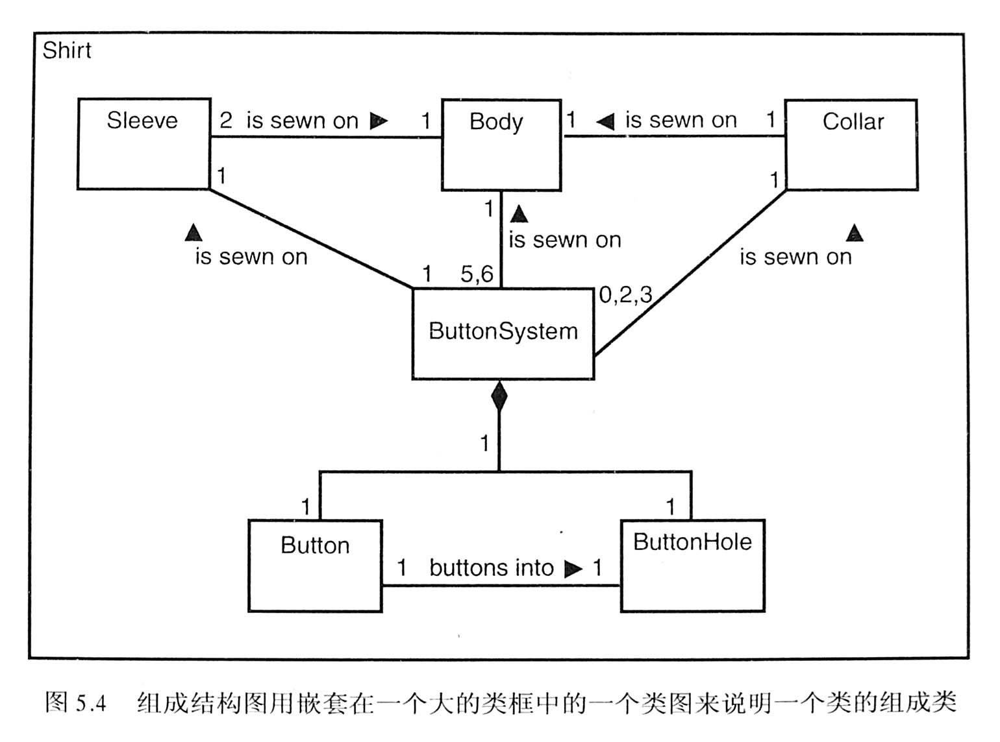 Shirt
Sleeve
2 is sewn on ▶ 1
Body
1 ◀ is sewn on 1
Collar
1
1
1
▲
is sewn on
▲
is sewn on
▲
is sewn on
1
5,6
0,2,3
ButtonSystem
1
1
1
Button
ButtonHole
1 buttons into ▶ 1
图 5.4 组成结构图用嵌套在一个大的类框中的一个类图来说明一个类的组成类